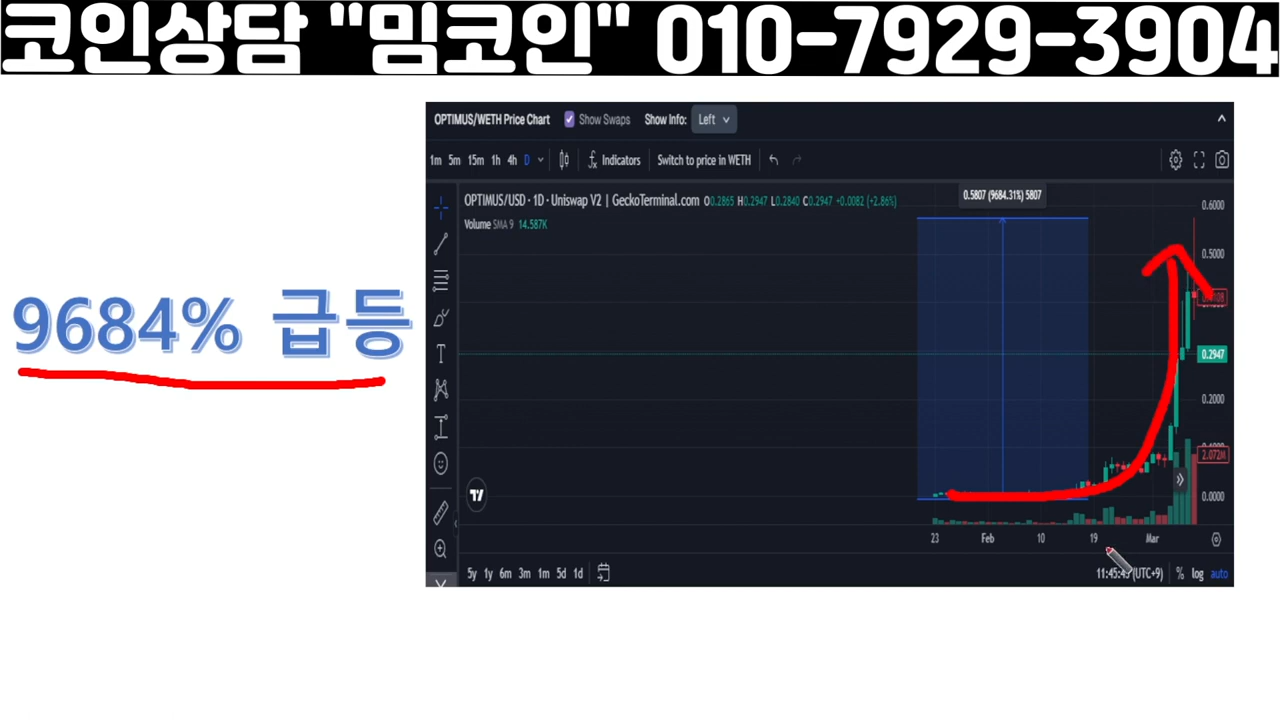 코인상담 "밈코인" 010-7929-3904
OPTIMUS/WETH Price Chart Show Swaps Show Info: Left
1m 5m 15m 1h 4h D Indicators Switch to price in WETH
OPTIMUS/USD · 1D · Uniswap V2 | GeckoTerminal.com O0.2865 H0.2947 L0.2840 C0.2947 +0.0082 (+2.86%)
Volume SMA 9 14.587K
0.5807 (9684.31%) 5807
0.6000
0.5000
9684% 급등
0.2947
0.2000
2.072M
0.0000
23 Feb 10 19 Mar
5y 1y 6m 3m 1m 5d 1d
(UTC+9) % log auto